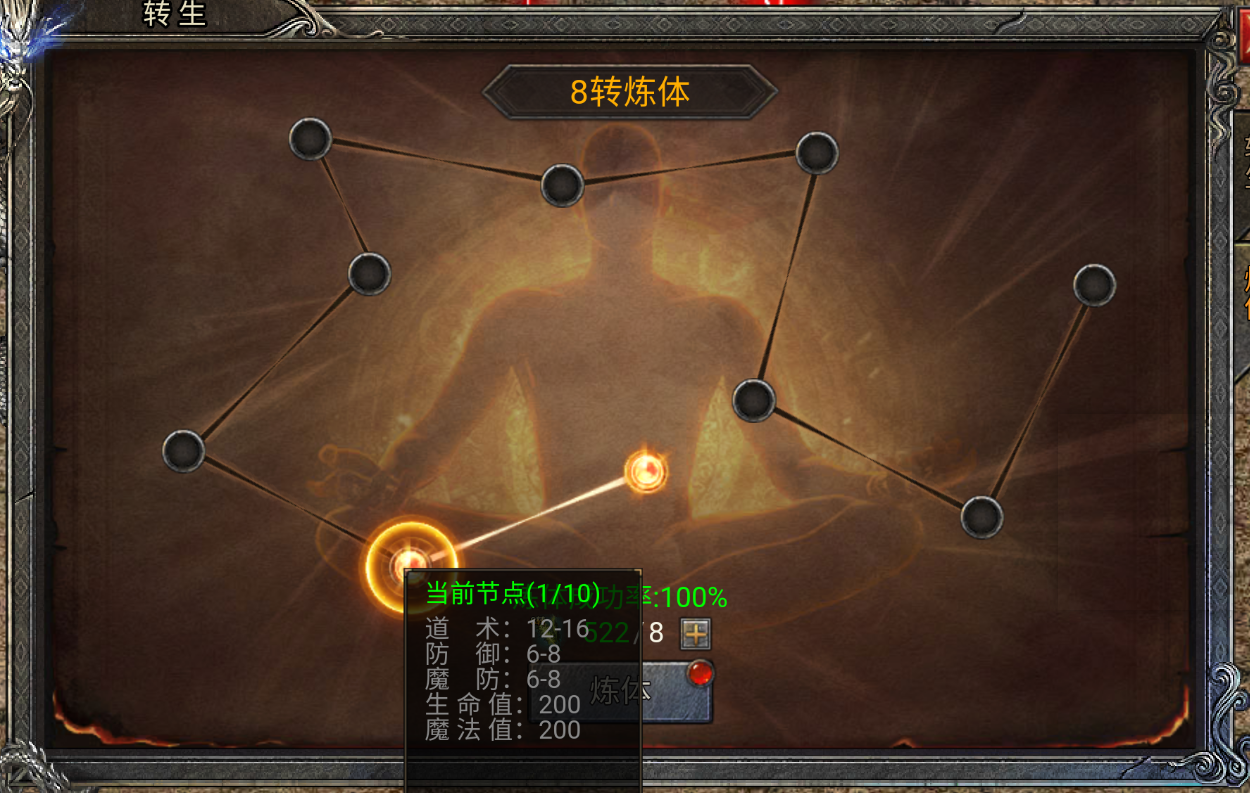 转生
8转炼体
当前节点(1/10)
率:100%
道 术：12-16
522/8
防 御：6-8
魔 防：6-8
炼体
生命值：200
魔法值：200